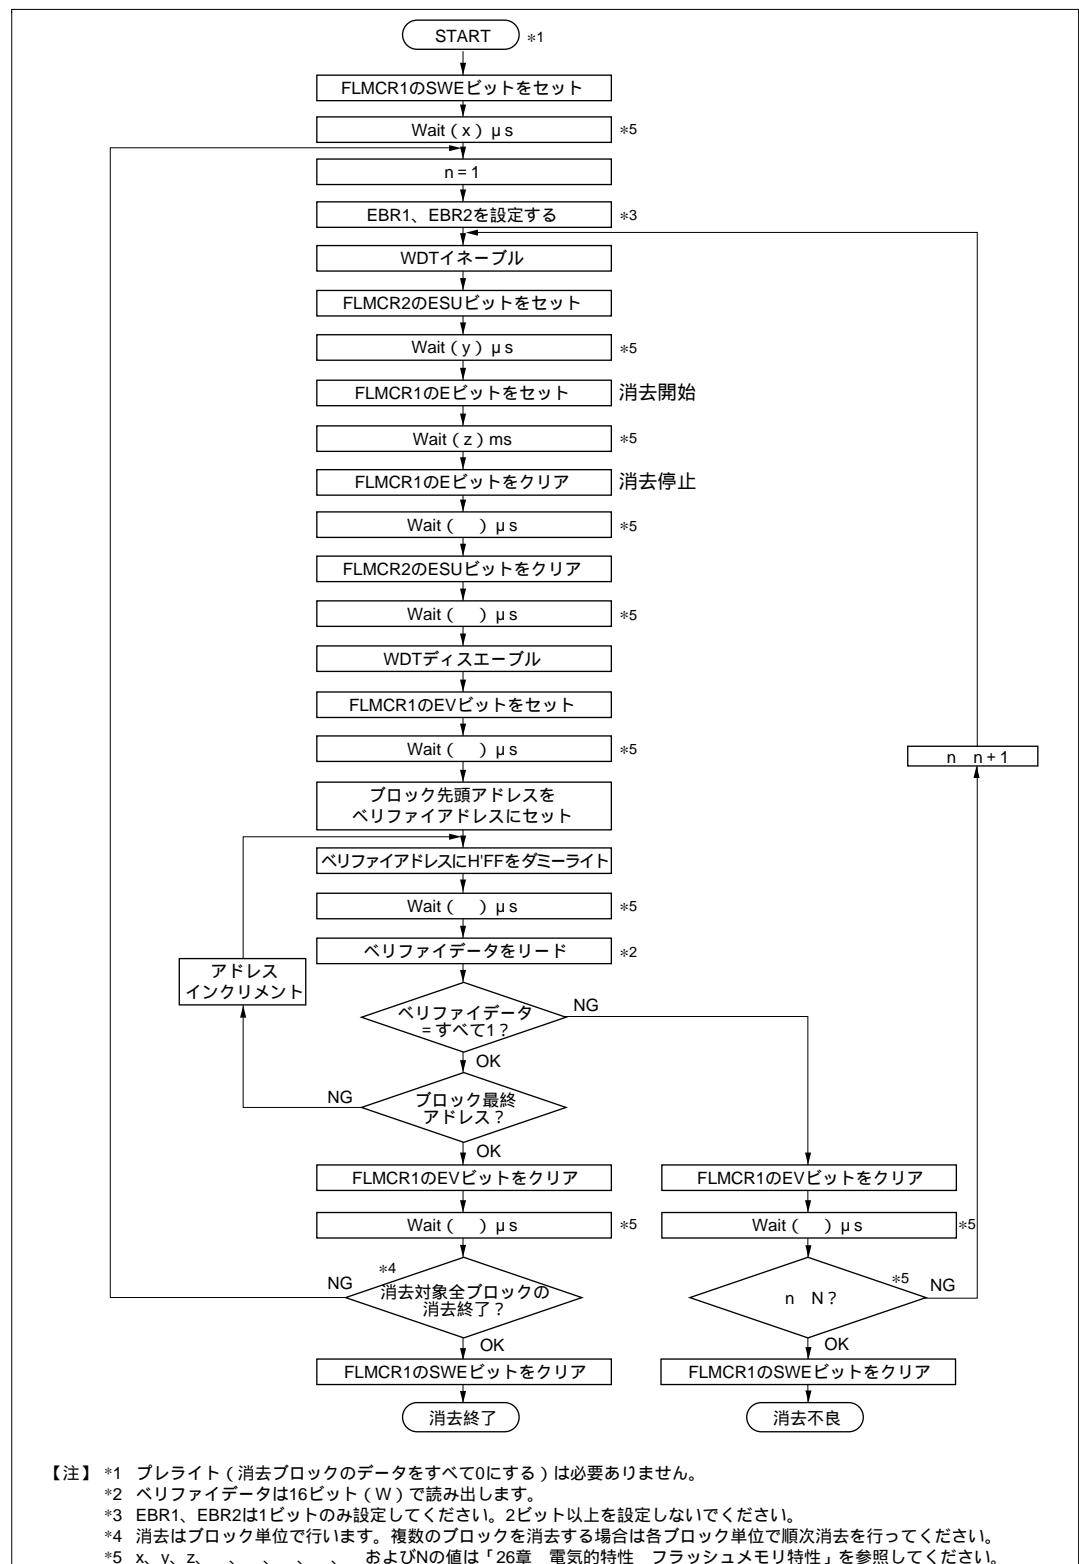 START *1
FLMCR1のSWEビットをセット
Wait（x）μs *5
n = 1
EBR1、EBR2を設定する *3
WDTイネーブル
FLMCR2のESUビットをセット
Wait（y）μs *5
FLMCR1のEビットをセット 消去開始
Wait（z）ms *5
FLMCR1のEビットをクリア 消去停止
Wait（　）μs *5
FLMCR2のESUビットをクリア
Wait（　）μs *5
WDTディスエーブル
FLMCR1のEVビットをセット
Wait（　）μs *5
n　n + 1
ブロック先頭アドレスを
ベリファイアドレスにセット
ベリファイアドレスにH'FFをダミーライト
Wait（　）μs *5
ベリファイデータをリード *2
アドレス
インクリメント
ベリファイデータ
= すべて1？
NG
OK
NG
ブロック最終
アドレス？
OK
FLMCR1のEVビットをクリア
FLMCR1のEVビットをクリア
Wait（　）μs *5
Wait（　）μs *5
NG
*4
消去対象全ブロックの
消去終了？
*5
NG
n　N？
OK
OK
FLMCR1のSWEビットをクリア
FLMCR1のSWEビットをクリア
消去終了
消去不良
【注】 *1　プレライト（消去ブロックのデータをすべて0にする）は必要ありません。
*2　ベリファイデータは16ビット（W）で読み出します。
*3　EBR1、EBR2は1ビットのみ設定してください。2ビット以上を設定しないでください。
*4　消去はブロック単位で行います。複数のブロックを消去する場合は各ブロック単位で順次消去を行ってください。
*5　x、y、z、　、　、　、　、　およびNの値は「26章　電気的特性　フラッシュメモリ特性」を参照してください。